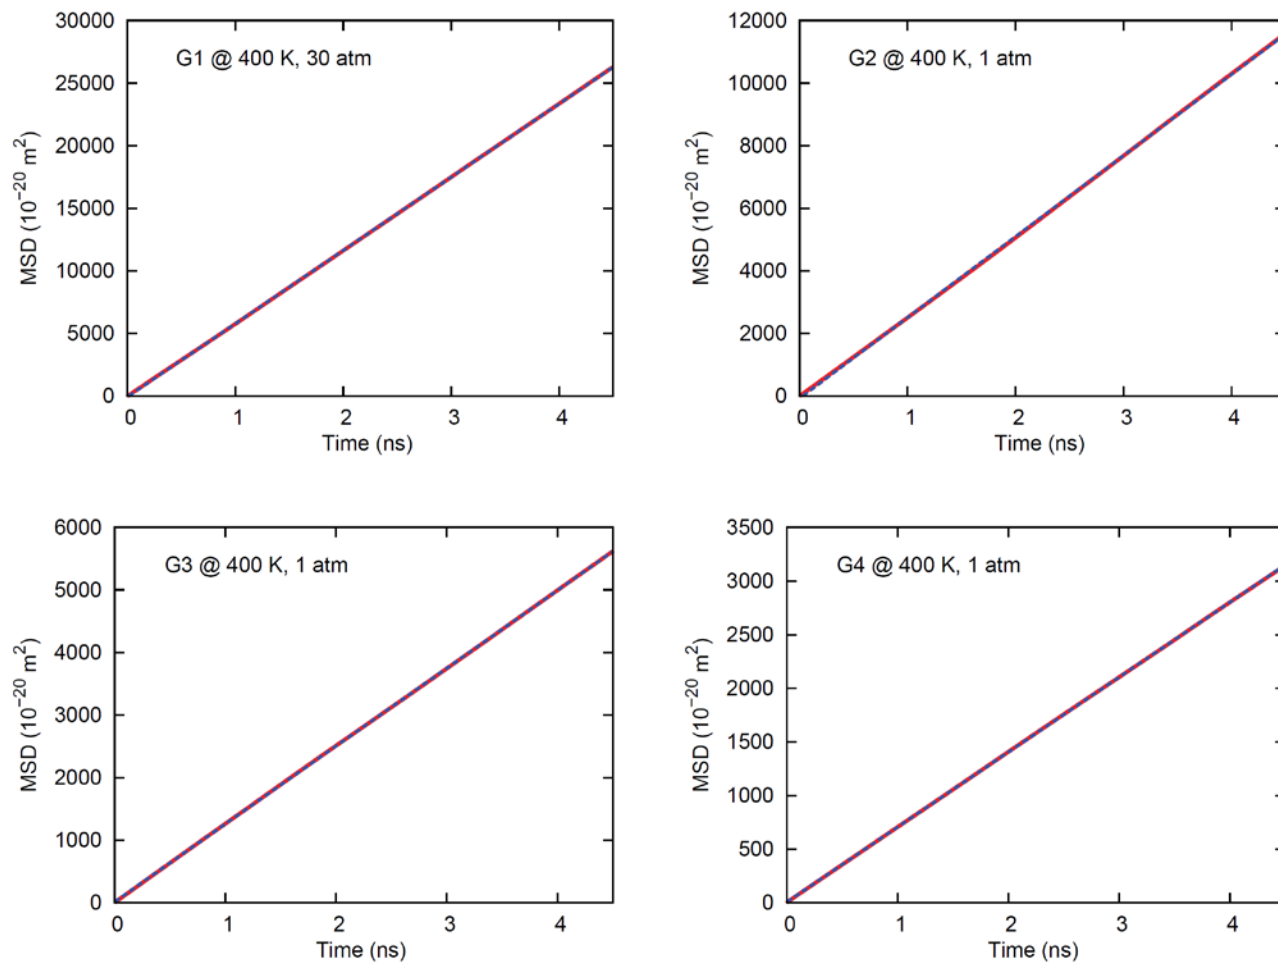 G1 @ 400 K, 30 atm
MSD (10⁻²⁰ m²)
30000
25000
20000
15000
10000
5000
0
0 1 2 3 4
Time (ns)
G2 @ 400 K, 1 atm
MSD (10⁻²⁰ m²)
12000
10000
8000
6000
4000
2000
0
0 1 2 3 4
Time (ns)
G3 @ 400 K, 1 atm
MSD (10⁻²⁰ m²)
6000
5000
4000
3000
2000
1000
0
0 1 2 3 4
Time (ns)
G4 @ 400 K, 1 atm
MSD (10⁻²⁰ m²)
3500
3000
2500
2000
1500
1000
500
0
0 1 2 3 4
Time (ns)